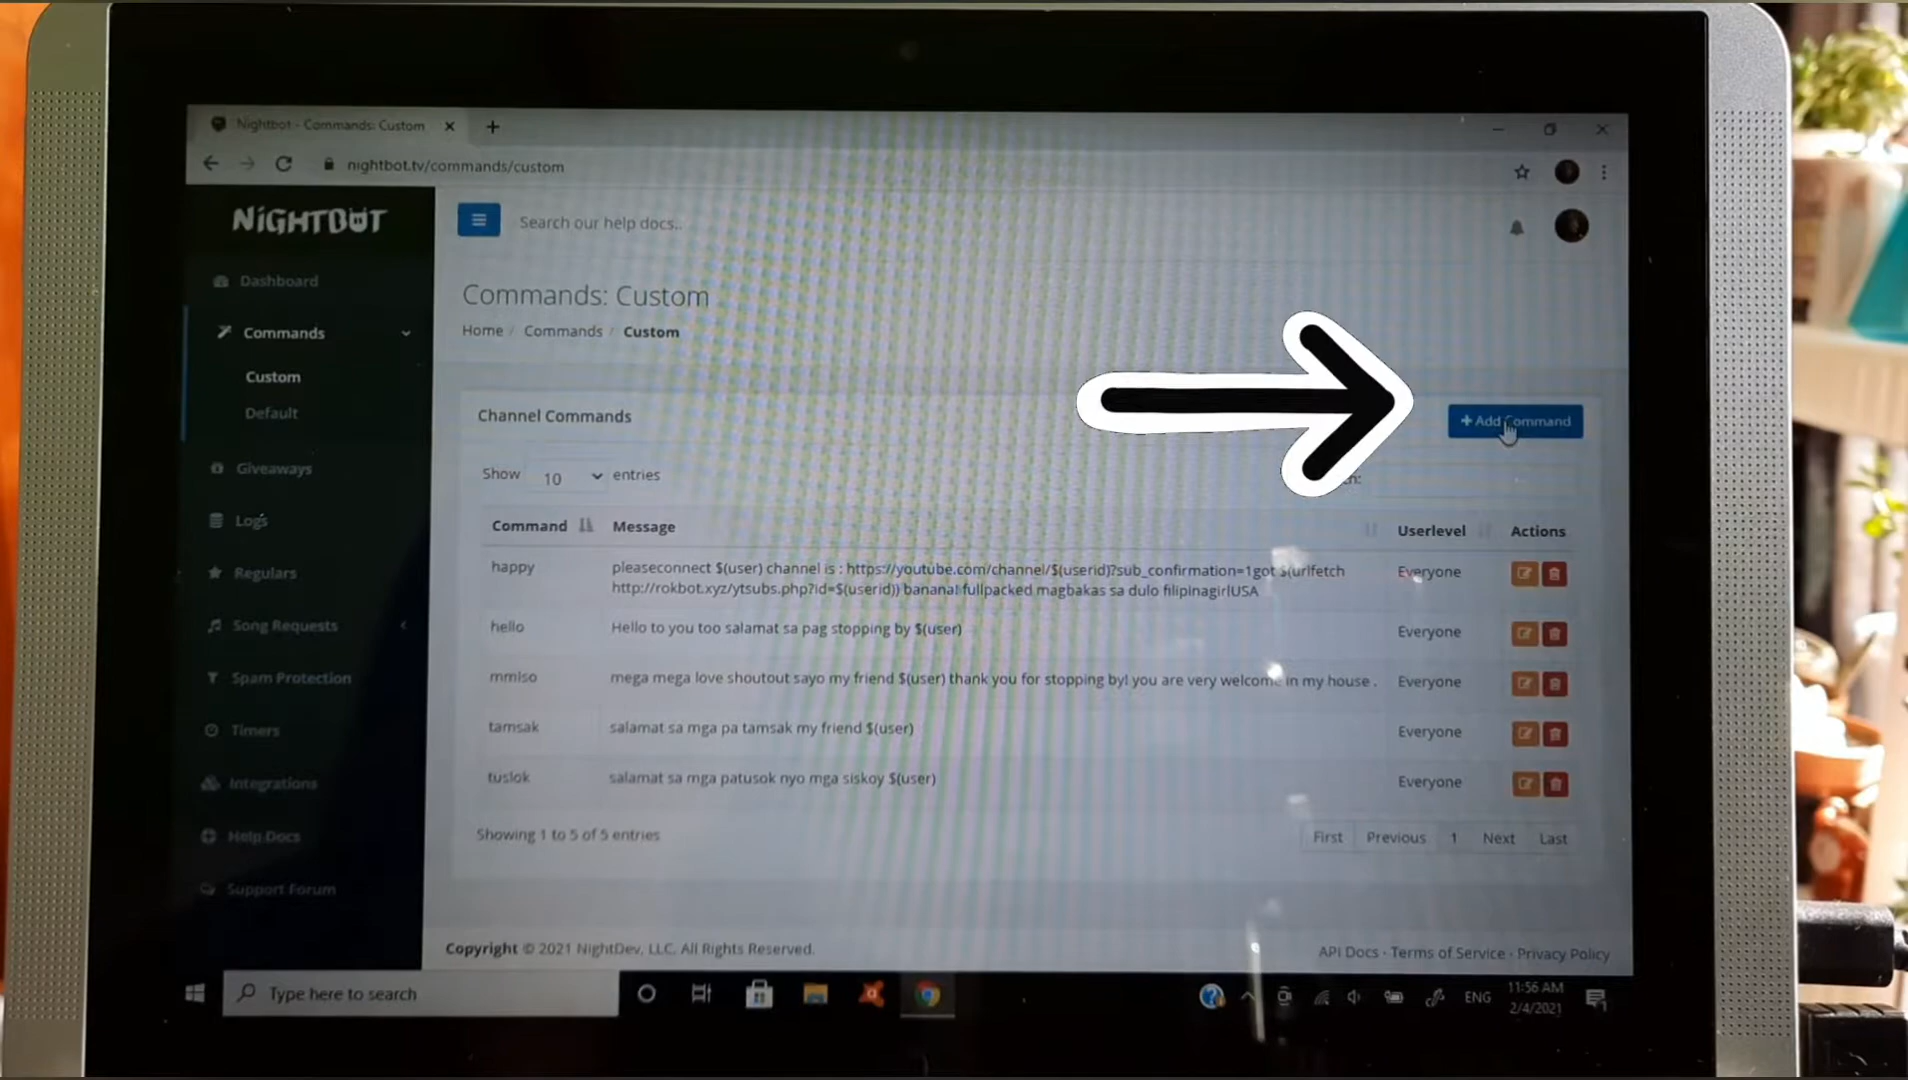 Nightbot - Commands: Custom
nightbot.tv/commands/custom
NiGHTBOT
Search our help docs..
Dashboard
Commands
Custom
Default
Giveaways
Logs
Regulars
Song Requests
Spam Protection
Timers
Integrations
Help Docs
Support Forum
Commands: Custom
Home / Commands / Custom
Channel Commands
+ Add Command
Show 10 entries
Command Message Userlevel Actions
happy pleaseconnect $(user) channel is : https://youtube.com/channel/$(userid)?sub_confirmation=1got $(urlfetch
http://rokbot.xyz/ytsubs.php?id=$(userid)) banana! fullpacked magbakas sa dulo filipinagirlUSA Everyone
hello Hello to you too salamat sa pag stopping by $(user) Everyone
mmiso mega mega love shoutout sayo my friend $(user) thank you for stopping by! you are very welcome in my house . Everyone
tamsak salamat sa mga pa tamsak my friend $(user) Everyone
tuslok salamat sa mga patusok nyo mga siskoy $(user) Everyone
Showing 1 to 5 of 5 entries
First Previous 1 Next Last
Copyright © 2021 NightDev, LLC. All Rights Reserved.
API Docs · Terms of Service · Privacy Policy
Type here to search
ENG
11:56 AM
2/4/2021